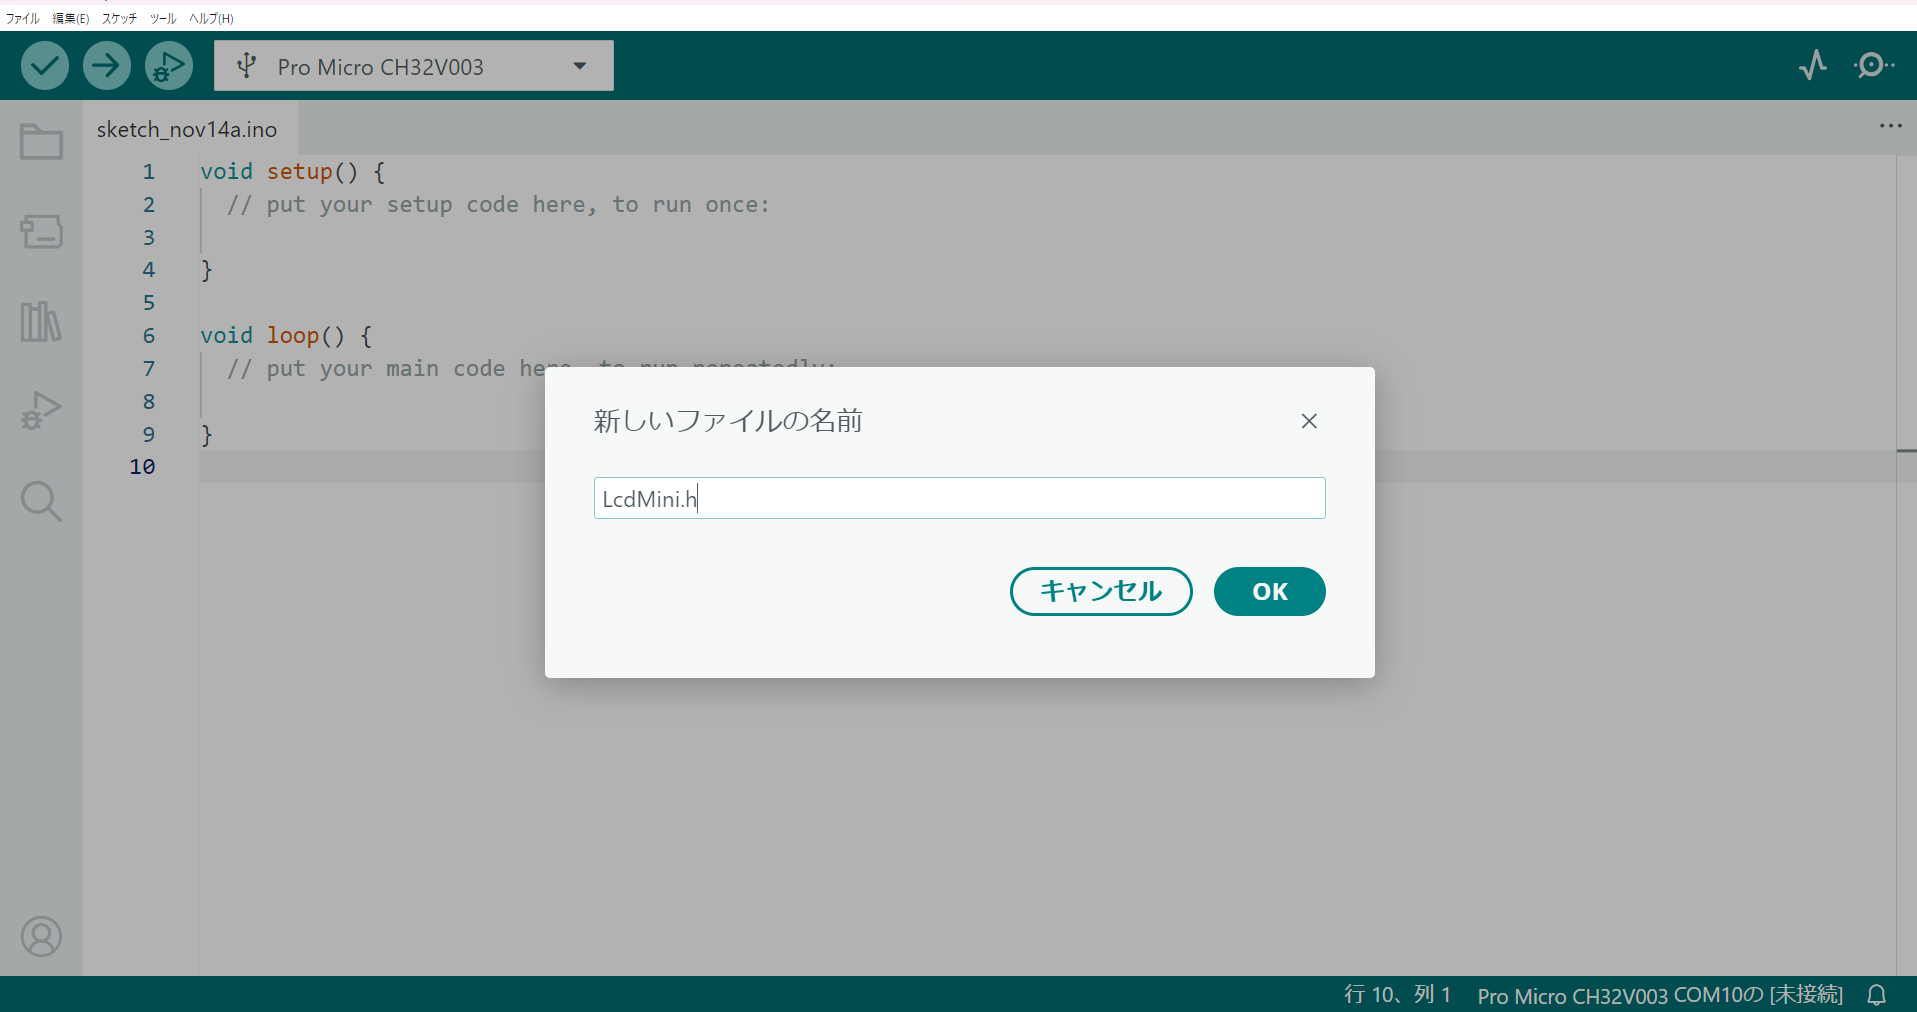 ファイル 編集(E) スケッチ ツール ヘルプ(H)
Pro Micro CH32V003
sketch_nov14a.ino
1 void setup() {
2 // put your setup code here, to run once:
3
4 }
5
6 void loop() {
7 // put your main code here, to run repeatedly:
8
9 }
10
新しいファイルの名前
LcdMini.h
キャンセル OK
行 10、列 1 Pro Micro CH32V003 COM10の [未接続]